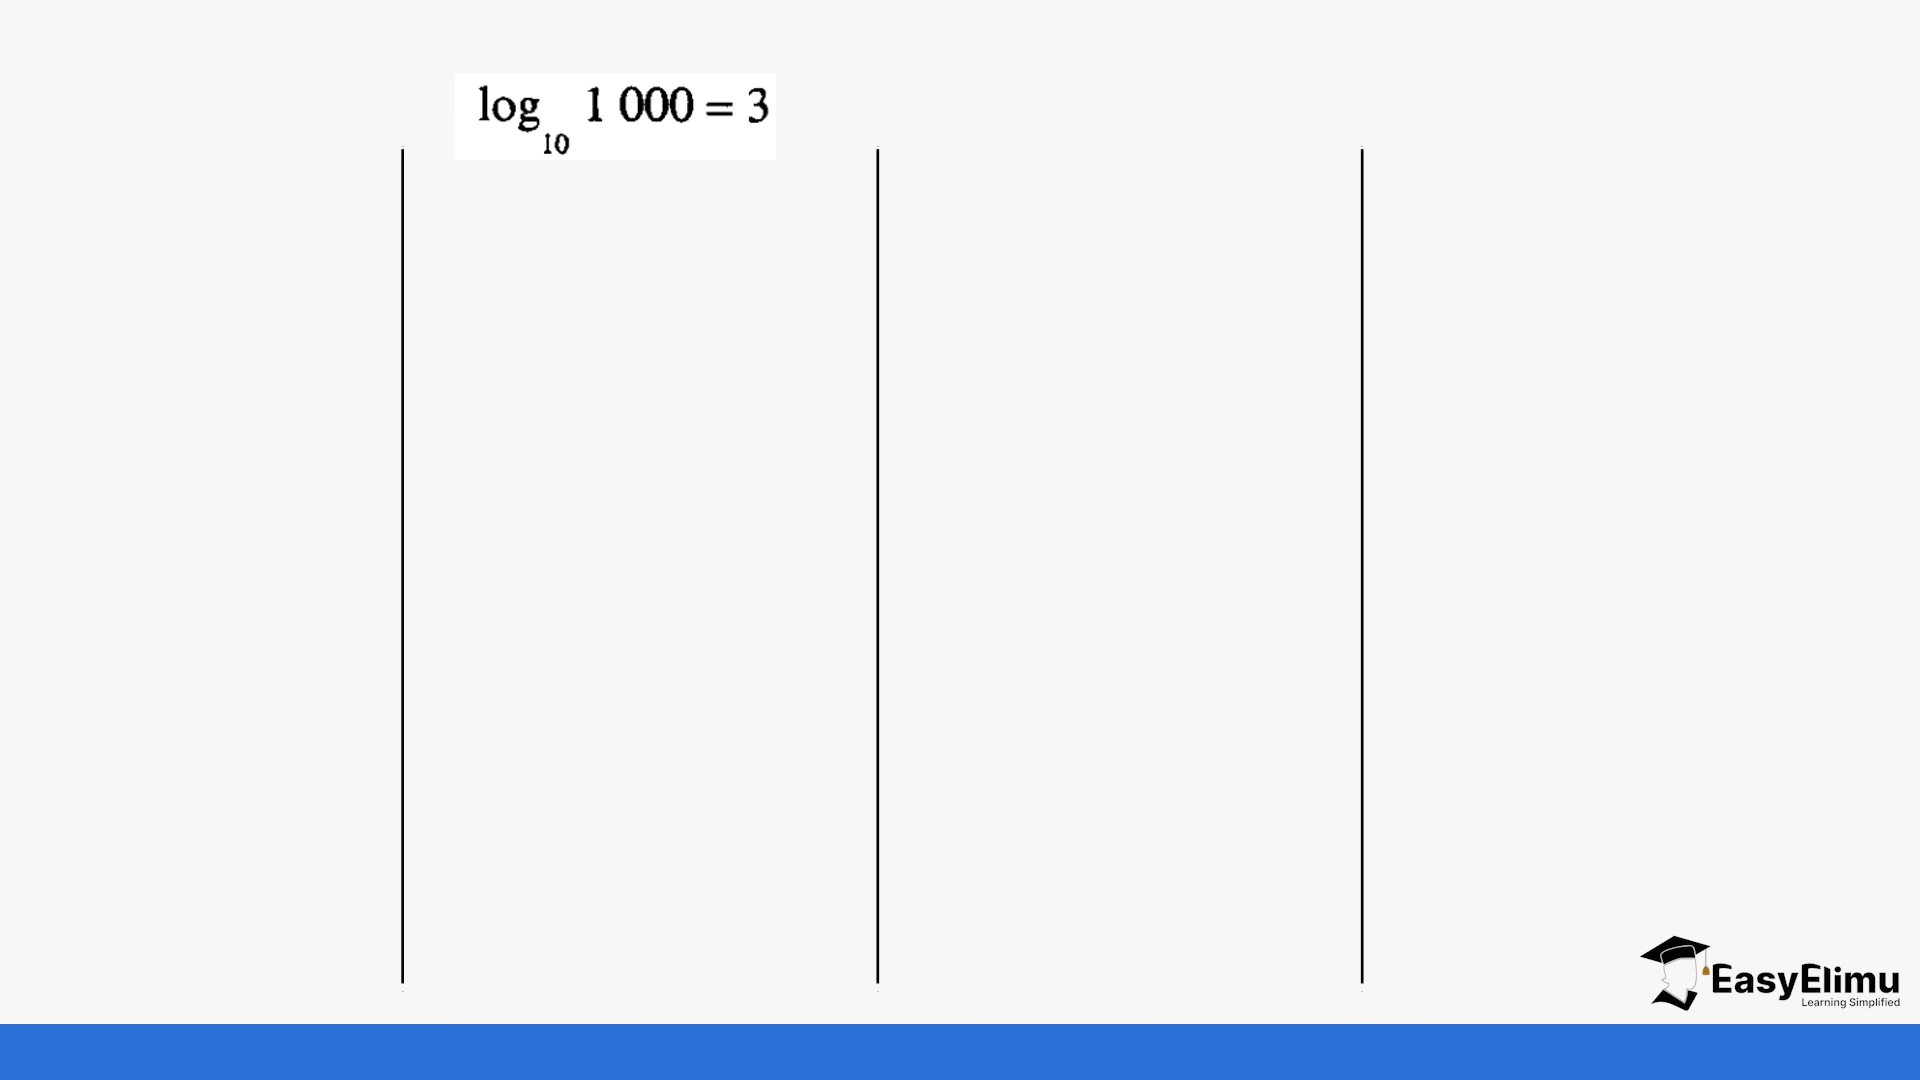 log₁₀ 1 000 = 3
EasyElimu
Learning Simplified